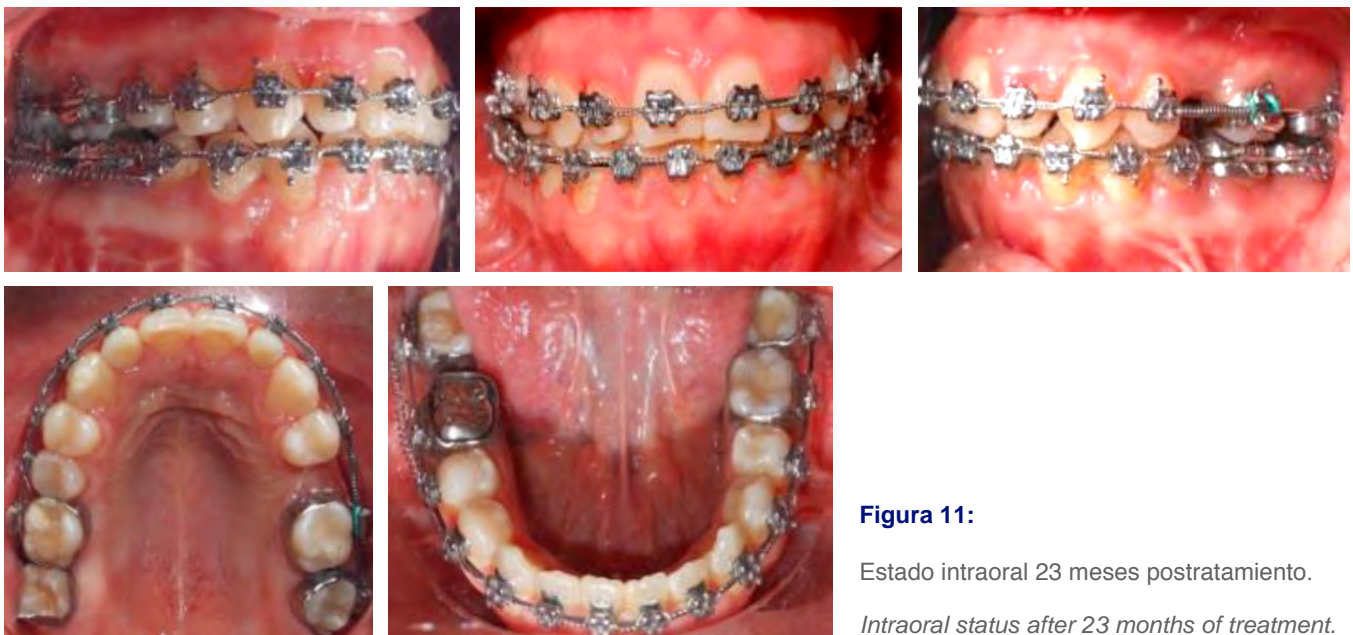 Figura 11:
Estado intraoral 23 meses postratamiento.
Intraoral status after 23 months of treatment.